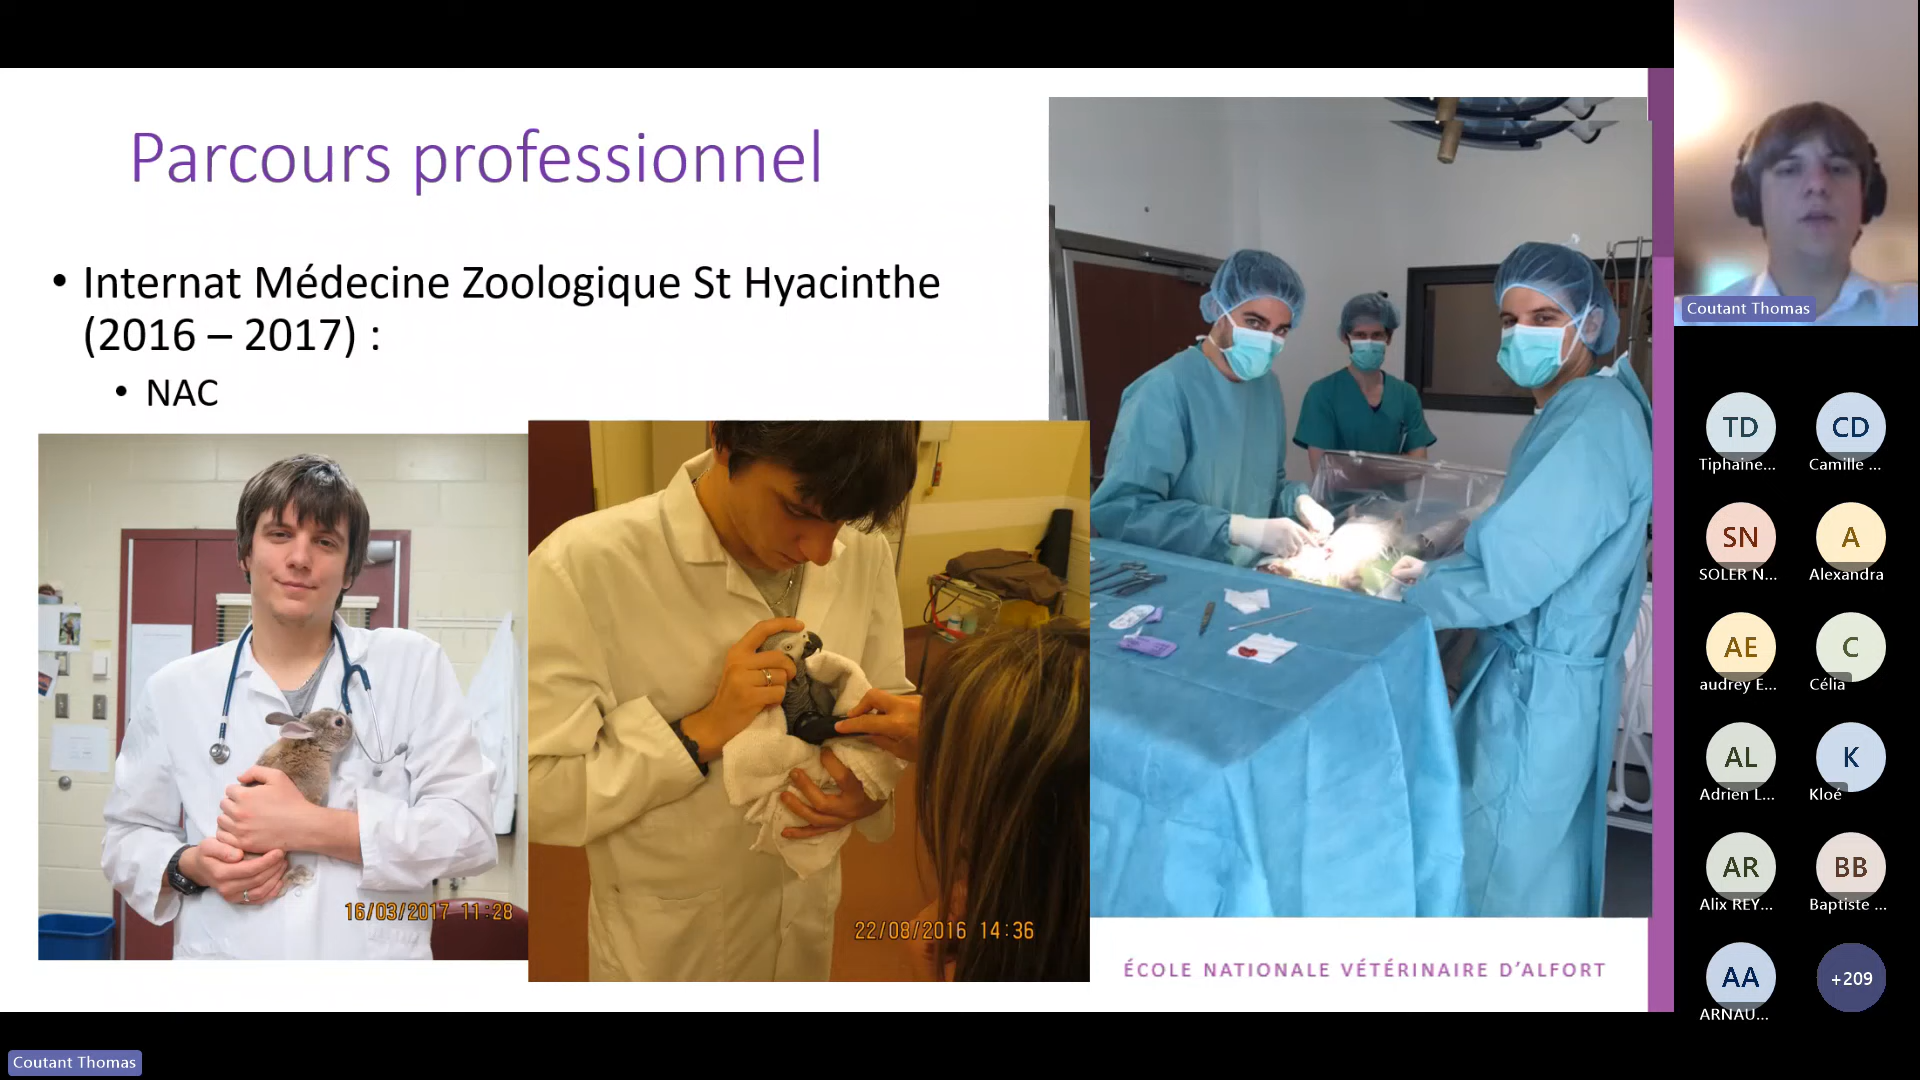 Parcours professionnel
• Internat Médecine Zoologique St Hyacinthe
(2016 – 2017) :
• NAC
16/03/2017 11:28
22/08/2016 14:36
ÉCOLE NATIONALE VÉTÉRINAIRE D'ALFORT
Coutant Thomas
TD
Tiphaine...
CD
Camille ...
SN
SOLER N...
A
Alexandra
AE
audrey E...
C
Célia
AL
Adrien L...
K
Kloé
AR
Alix REY...
BB
Baptiste ...
AA
ARNAU...
+209
Coutant Thomas